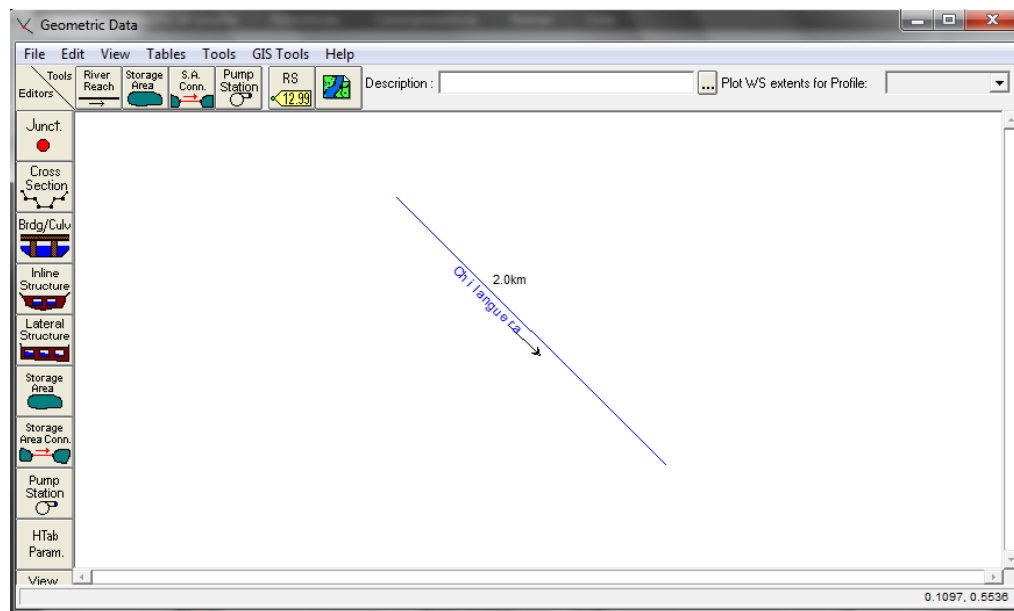 Geometric Data
File Edit View Tables Tools GIS Tools Help
Tools
Editors
River
Reach
Storage
Area
S.A.
Conn.
Pump
Station
RS
12.99
Description :
...
Plot WS extents for Profile:
Junct.
Cross
Section
Brdg/Culv
Inline
Structure
Lateral
Structure
Storage
Area
Storage
Area Conn.
Pump
Station
HTab
Param.
View
2.0km
Chilanguera
0.1097, 0.5536